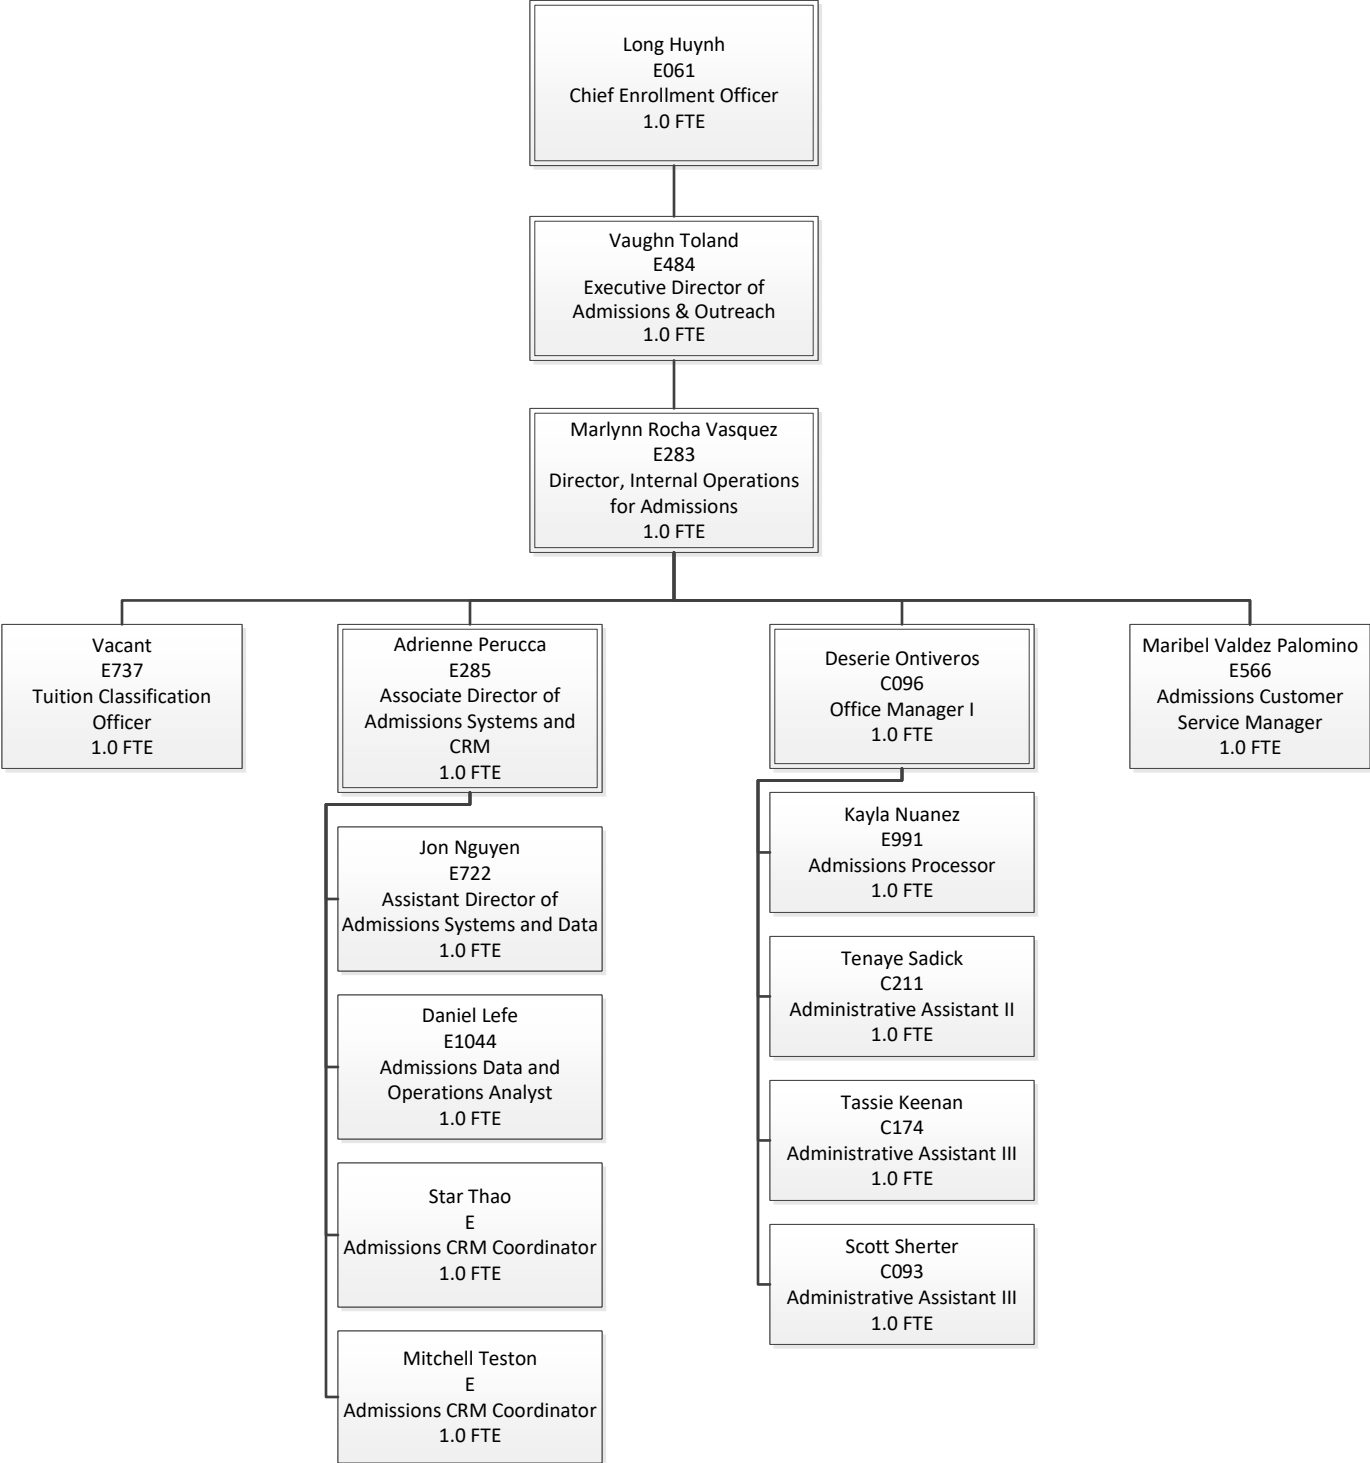 Long Huynh
E061
Chief Enrollment Officer
1.0 FTE
Vaughn Toland
E484
Executive Director of
Admissions & Outreach
1.0 FTE
Marlynn Rocha Vasquez
E283
Director, Internal Operations
for Admissions
1.0 FTE
Vacant
E737
Tuition Classification
Officer
1.0 FTE
Adrienne Perucca
E285
Associate Director of
Admissions Systems and
CRM
1.0 FTE
Jon Nguyen
E722
Assistant Director of
Admissions Systems and Data
1.0 FTE
Daniel Lefe
E1044
Admissions Data and
Operations Analyst
1.0 FTE
Star Thao
E
Admissions CRM Coordinator
1.0 FTE
Mitchell Teston
E
Admissions CRM Coordinator
1.0 FTE
Deserie Ontiveros
C096
Office Manager I
1.0 FTE
Kayla Nuanez
E991
Admissions Processor
1.0 FTE
Tenaye Sadick
C211
Administrative Assistant II
1.0 FTE
Tassie Keenan
C174
Administrative Assistant III
1.0 FTE
Scott Sherter
C093
Administrative Assistant III
1.0 FTE
Maribel Valdez Palomino
E566
Admissions Customer
Service Manager
1.0 FTE